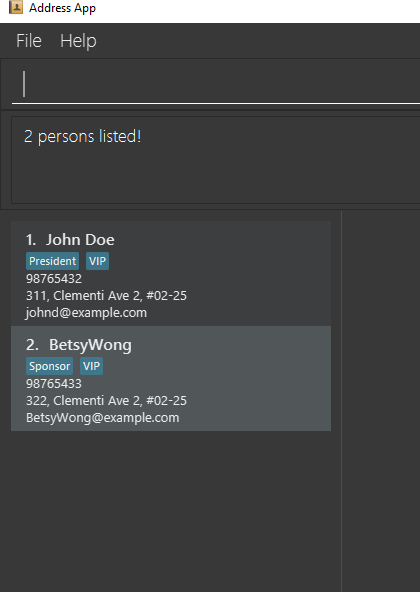 Address App
File Help
2 persons listed!
1. John Doe
President VIP
98765432
311, Clementi Ave 2, #02-25
johnd@example.com
2. BetsyWong
Sponsor VIP
98765433
322, Clementi Ave 2, #02-25
BetsyWong@example.com